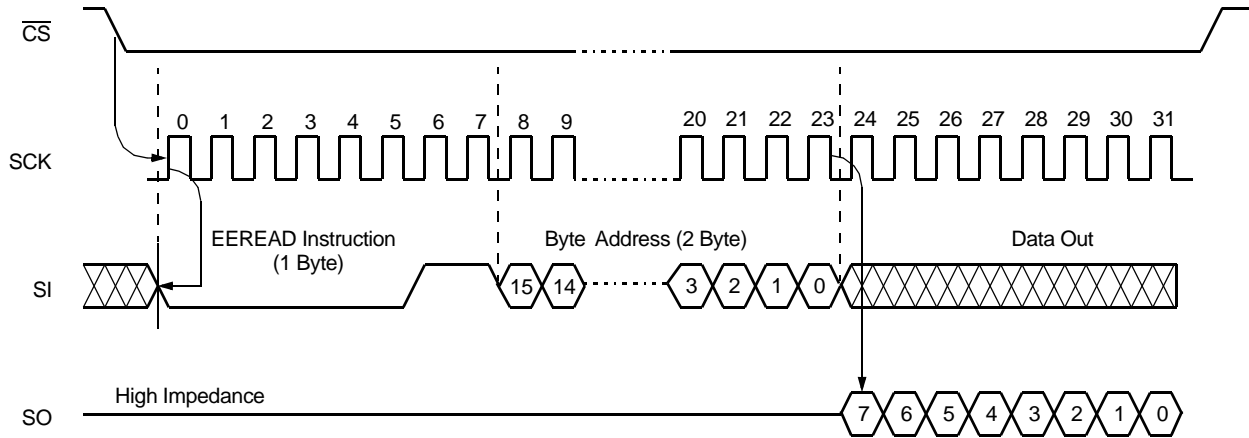 CS
0 1 2 3 4 5 6 7 8 9 20 21 22 23 24 25 26 27 28 29 30 31
SCK
EEREAD Instruction
(1 Byte)
Byte Address (2 Byte)
Data Out
SI
15 14 3 2 1 0
High Impedance
SO
7 6 5 4 3 2 1 0